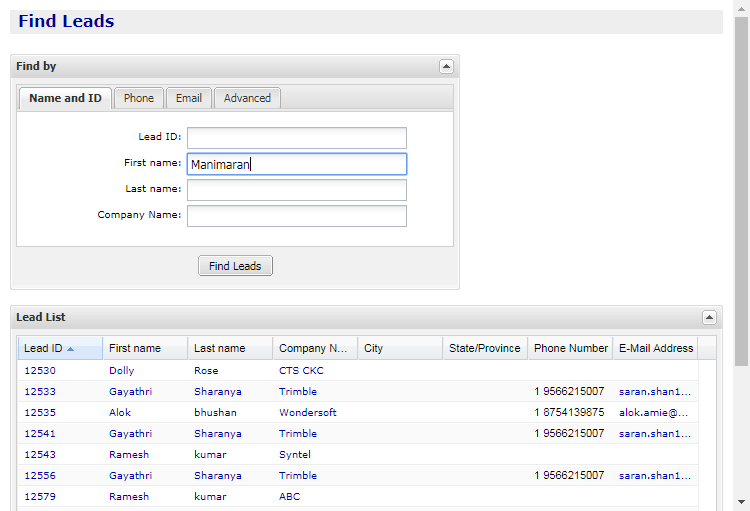 Find Leads
Find by
Name and ID Phone Email Advanced
Lead ID:
First name: Manimaran
Last name:
Company Name:
Find Leads
Lead List
Lead ID First name Last name Company N... City State/Province Phone Number E-Mail Address
12530 Dolly Rose CTS CKC
12533 Gayathri Sharanya Trimble 1 9566215007 saran.shan1...
12535 Alok bhushan Wondersoft 1 8754139875 alok.amie@...
12541 Gayathri Sharanya Trimble 1 9566215007 saran.shan1...
12543 Ramesh kumar Syntel
12556 Gayathri Sharanya Trimble 1 9566215007 saran.shan1...
12579 Ramesh kumar ABC